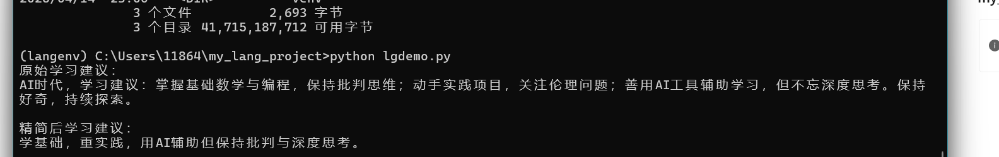 3 个文件 2,693 字节
3 个目录 41,715,187,712 可用字节
(langenv) C:\Users\11864\my_lang_project>python lgdemo.py
原始学习建议：
AI时代，学习建议：掌握基础数学与编程，保持批判思维；动手实践项目，关注伦理问题；善用AI工具辅助学习，但不忘深度思考。保持
好奇，持续探索。
精简后学习建议：
学基础，重实践，用AI辅助但保持批判与深度思考。